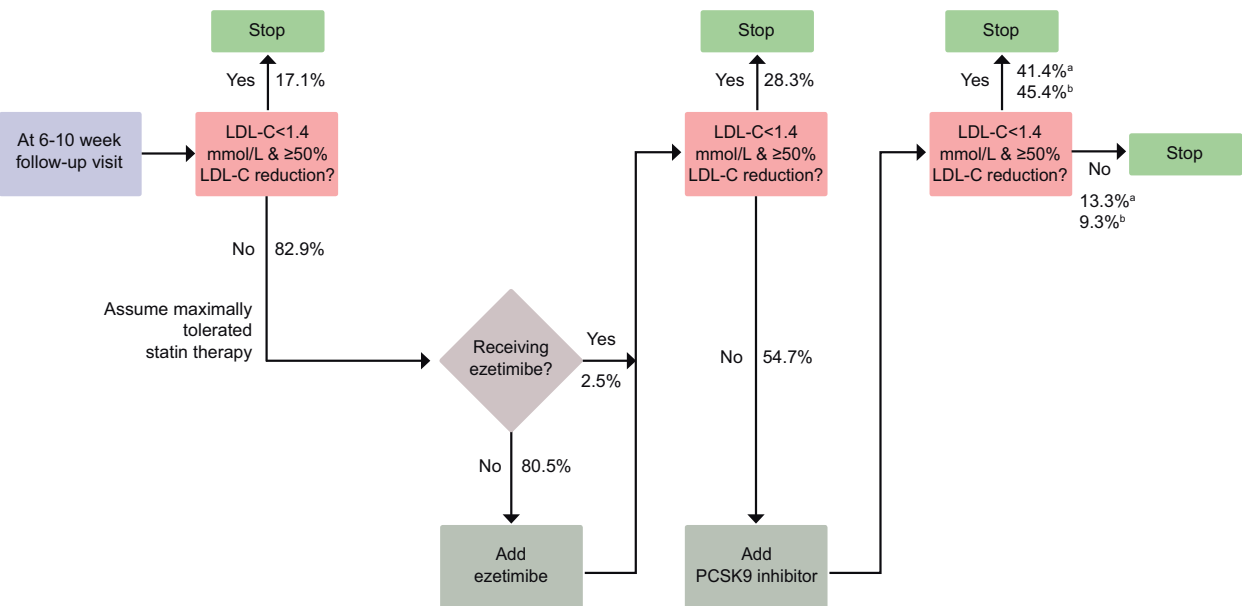 At 6-10 week
follow-up visit
Stop
Yes 17.1%
LDL-C<1.4
mmol/L & ≥50%
LDL-C reduction?
No 82.9%
Assume maximally
tolerated
statin therapy
Receiving
ezetimibe?
Yes
2.5%
No 80.5%
Add
ezetimibe
Stop
Yes 28.3%
LDL-C<1.4
mmol/L & ≥50%
LDL-C reduction?
No 54.7%
Add
PCSK9 inhibitor
Stop
Yes 41.4%ᵃ
45.4%ᵇ
LDL-C<1.4
mmol/L & ≥50%
LDL-C reduction?
No
13.3%ᵃ
9.3%ᵇ
Stop